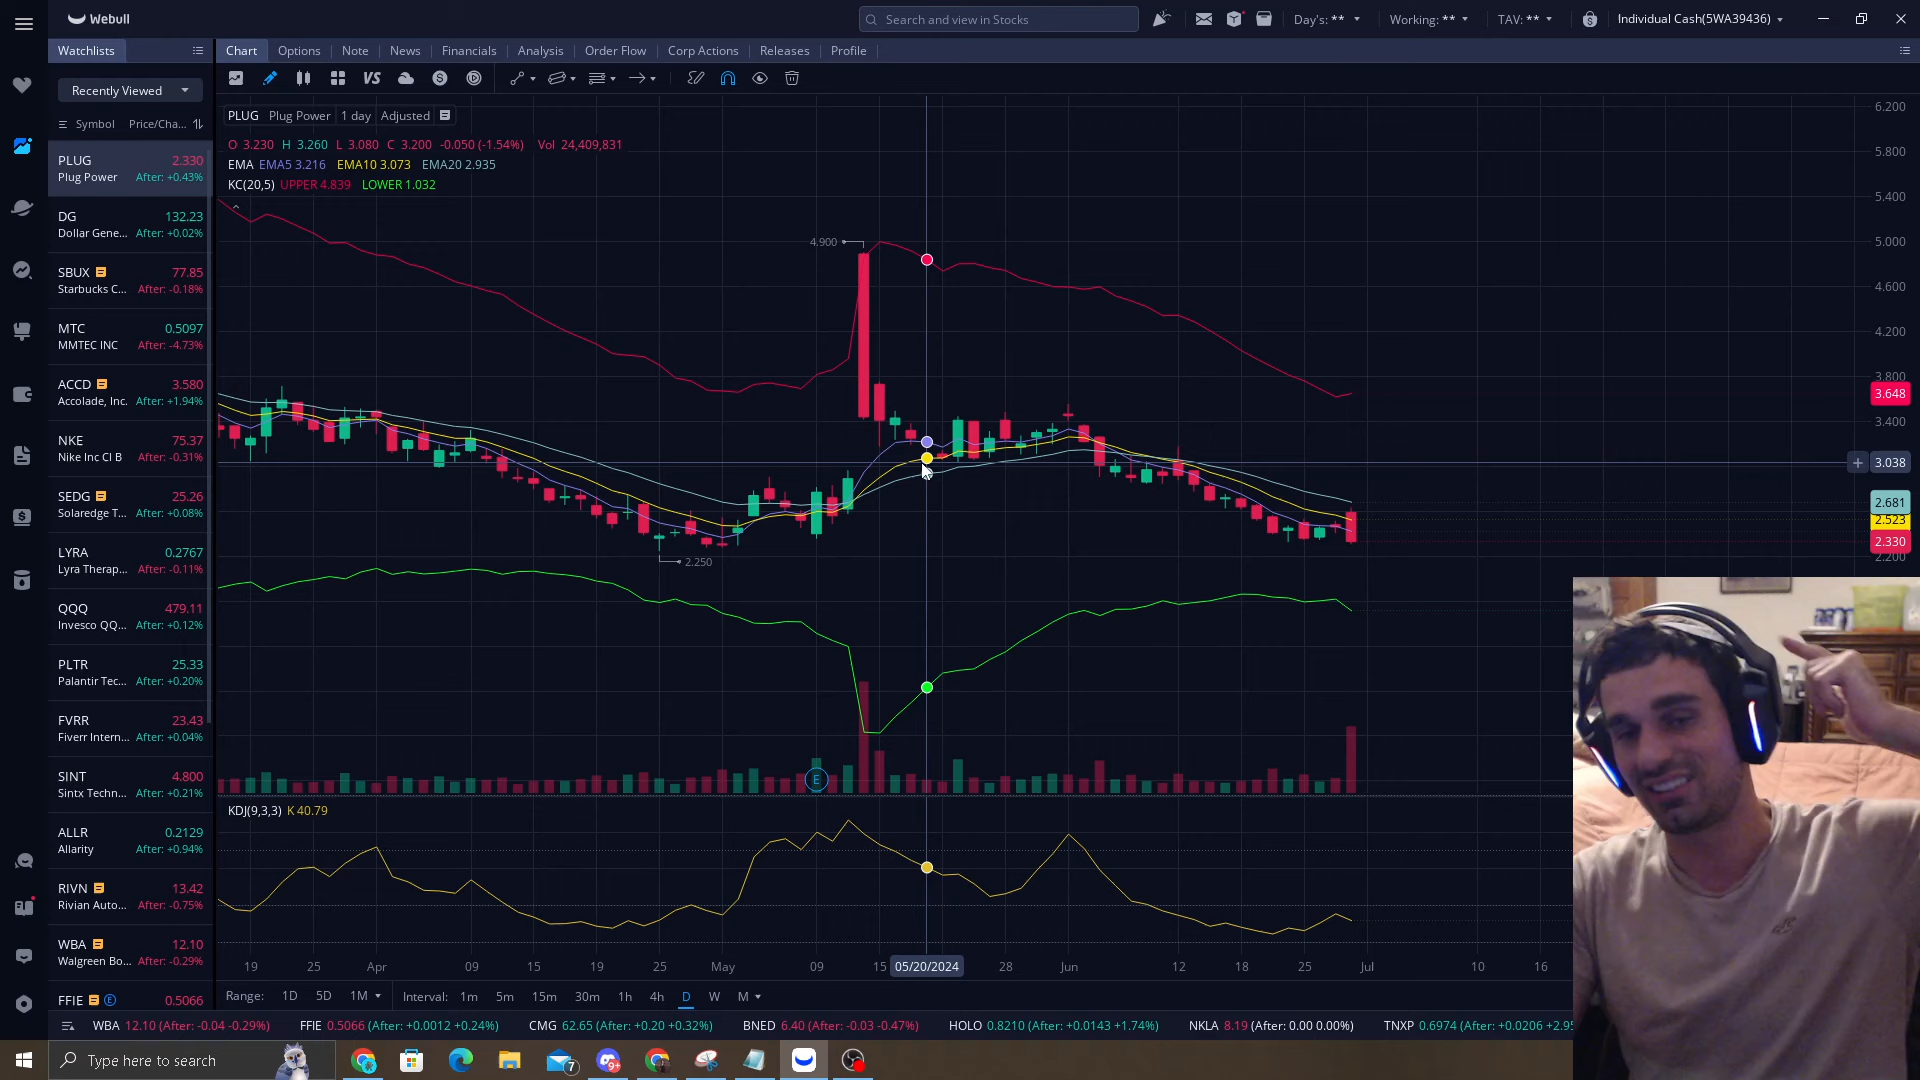 Webull
Search and view in Stocks
Day's: **
Working: **
TAV: **
Individual Cash(5WA39436)
Watchlists
Chart
Options
Note
News
Financials
Analysis
Order Flow
Corp Actions
Releases
Profile
VS
Recently Viewed
Symbol
Price/Cha...
PLUG 2.330
Plug Power After: +0.43%
DG 132.23
Dollar Gene... After: +0.02%
SBUX 77.85
Starbucks C... After: -0.18%
MTC 0.5097
MMTEC INC After: -4.73%
ACCD 3.580
Accolade, Inc. After: +1.94%
NKE 75.37
Nike Inc Cl B After: -0.31%
SEDG 25.26
Solaredge T... After: +0.08%
LYRA 0.2767
Lyra Therap... After: -0.11%
QQQ 479.11
Invesco QQ... After: +0.12%
PLTR 25.33
Palantir Tec... After: +0.20%
FVRR 23.43
Fiverr Intern... After: +0.04%
SINT 4.800
Sintx Techn... After: +0.21%
ALLR 0.2129
Allarity After: +0.94%
RIVN 13.42
Rivian Auto... After: -0.75%
WBA 12.10
Walgreen Bo... After: -0.29%
FFIE E 0.5066
PLUG Plug Power 1 day Adjusted
O 3.230 H 3.260 L 3.080 C 3.200 -0.050 (-1.54%) Vol 24,409,831
EMA EMA5 3.216 EMA10 3.073 EMA20 2.935
KC(20,5) UPPER 4.839 LOWER 1.032
4.900
2.250
E
6.200
5.800
5.400
5.000
4.600
4.200
3.800
3.648
3.400
3.038
2.681
2.523
2.330
2.200
KDJ(9,3,3) K 40.79
19 25 Apr 09 15 19 25 May 09 15 05/20/2024 28 Jun 12 18 25 Jul 10 16
Range: 1D 5D 1M
Interval: 1m 5m 15m 30m 1h 4h D W M
WBA 12.10 (After: -0.04 -0.29%)
FFIE 0.5066 (After: +0.0012 +0.24%)
CMG 62.65 (After: +0.20 +0.32%)
BNED 6.40 (After: -0.03 -0.47%)
HOLO 0.8210 (After: +0.0143 +1.74%)
NKLA 8.19 (After: 0.00 0.00%)
TNXP 0.6974 (After: +0.0206 +2.95
Type here to search
7
9+